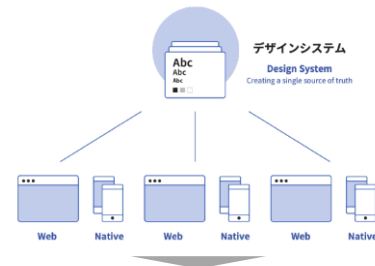 Abc
Abc
Abc
デザインシステム
Design System
Creating a single source of truth
Web
Native
Web
Native
Web
Native